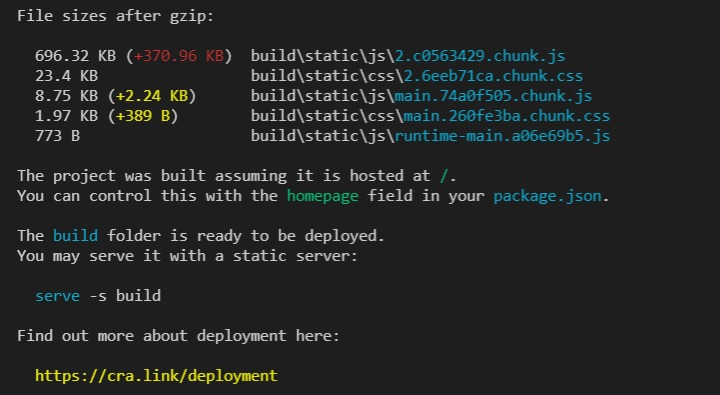 File sizes after gzip:
696.32 KB (+370.96 KB)  build\static\js\2.c0563429.chunk.js
23.4 KB                 build\static\css\2.6eeb71ca.chunk.css
8.75 KB (+2.24 KB)      build\static\js\main.74a0f505.chunk.js
1.97 KB (+389 B)        build\static\css\main.260fe3ba.chunk.css
773 B                   build\static\js\runtime-main.a06e69b5.js
The project was built assuming it is hosted at /.
You can control this with the homepage field in your package.json.
The build folder is ready to be deployed.
You may serve it with a static server:
serve -s build
Find out more about deployment here:
https://cra.link/deployment